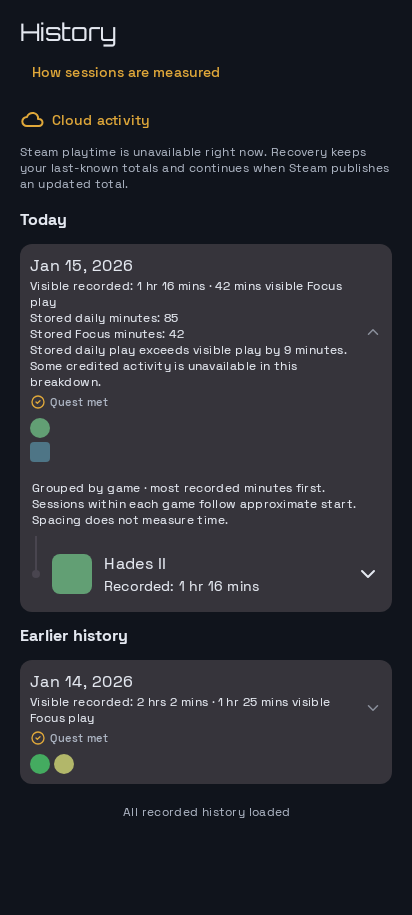 History
How sessions are measured
Cloud activity
Steam playtime is unavailable right now. Recovery keeps
your last-known totals and continues when Steam publishes
an updated total.
Today
Jan 15, 2026
Visible recorded: 1 hr 16 mins · 42 mins visible Focus
play
Stored daily minutes: 85
Stored Focus minutes: 42
Stored daily play exceeds visible play by 9 minutes.
Some credited activity is unavailable in this
breakdown.
Quest met
Grouped by game · most recorded minutes first.
Sessions within each game follow approximate start.
Spacing does not measure time.
Hades II
Recorded: 1 hr 16 mins
Earlier history
Jan 14, 2026
Visible recorded: 2 hrs 2 mins · 1 hr 25 mins visible
Focus play
Quest met
All recorded history loaded